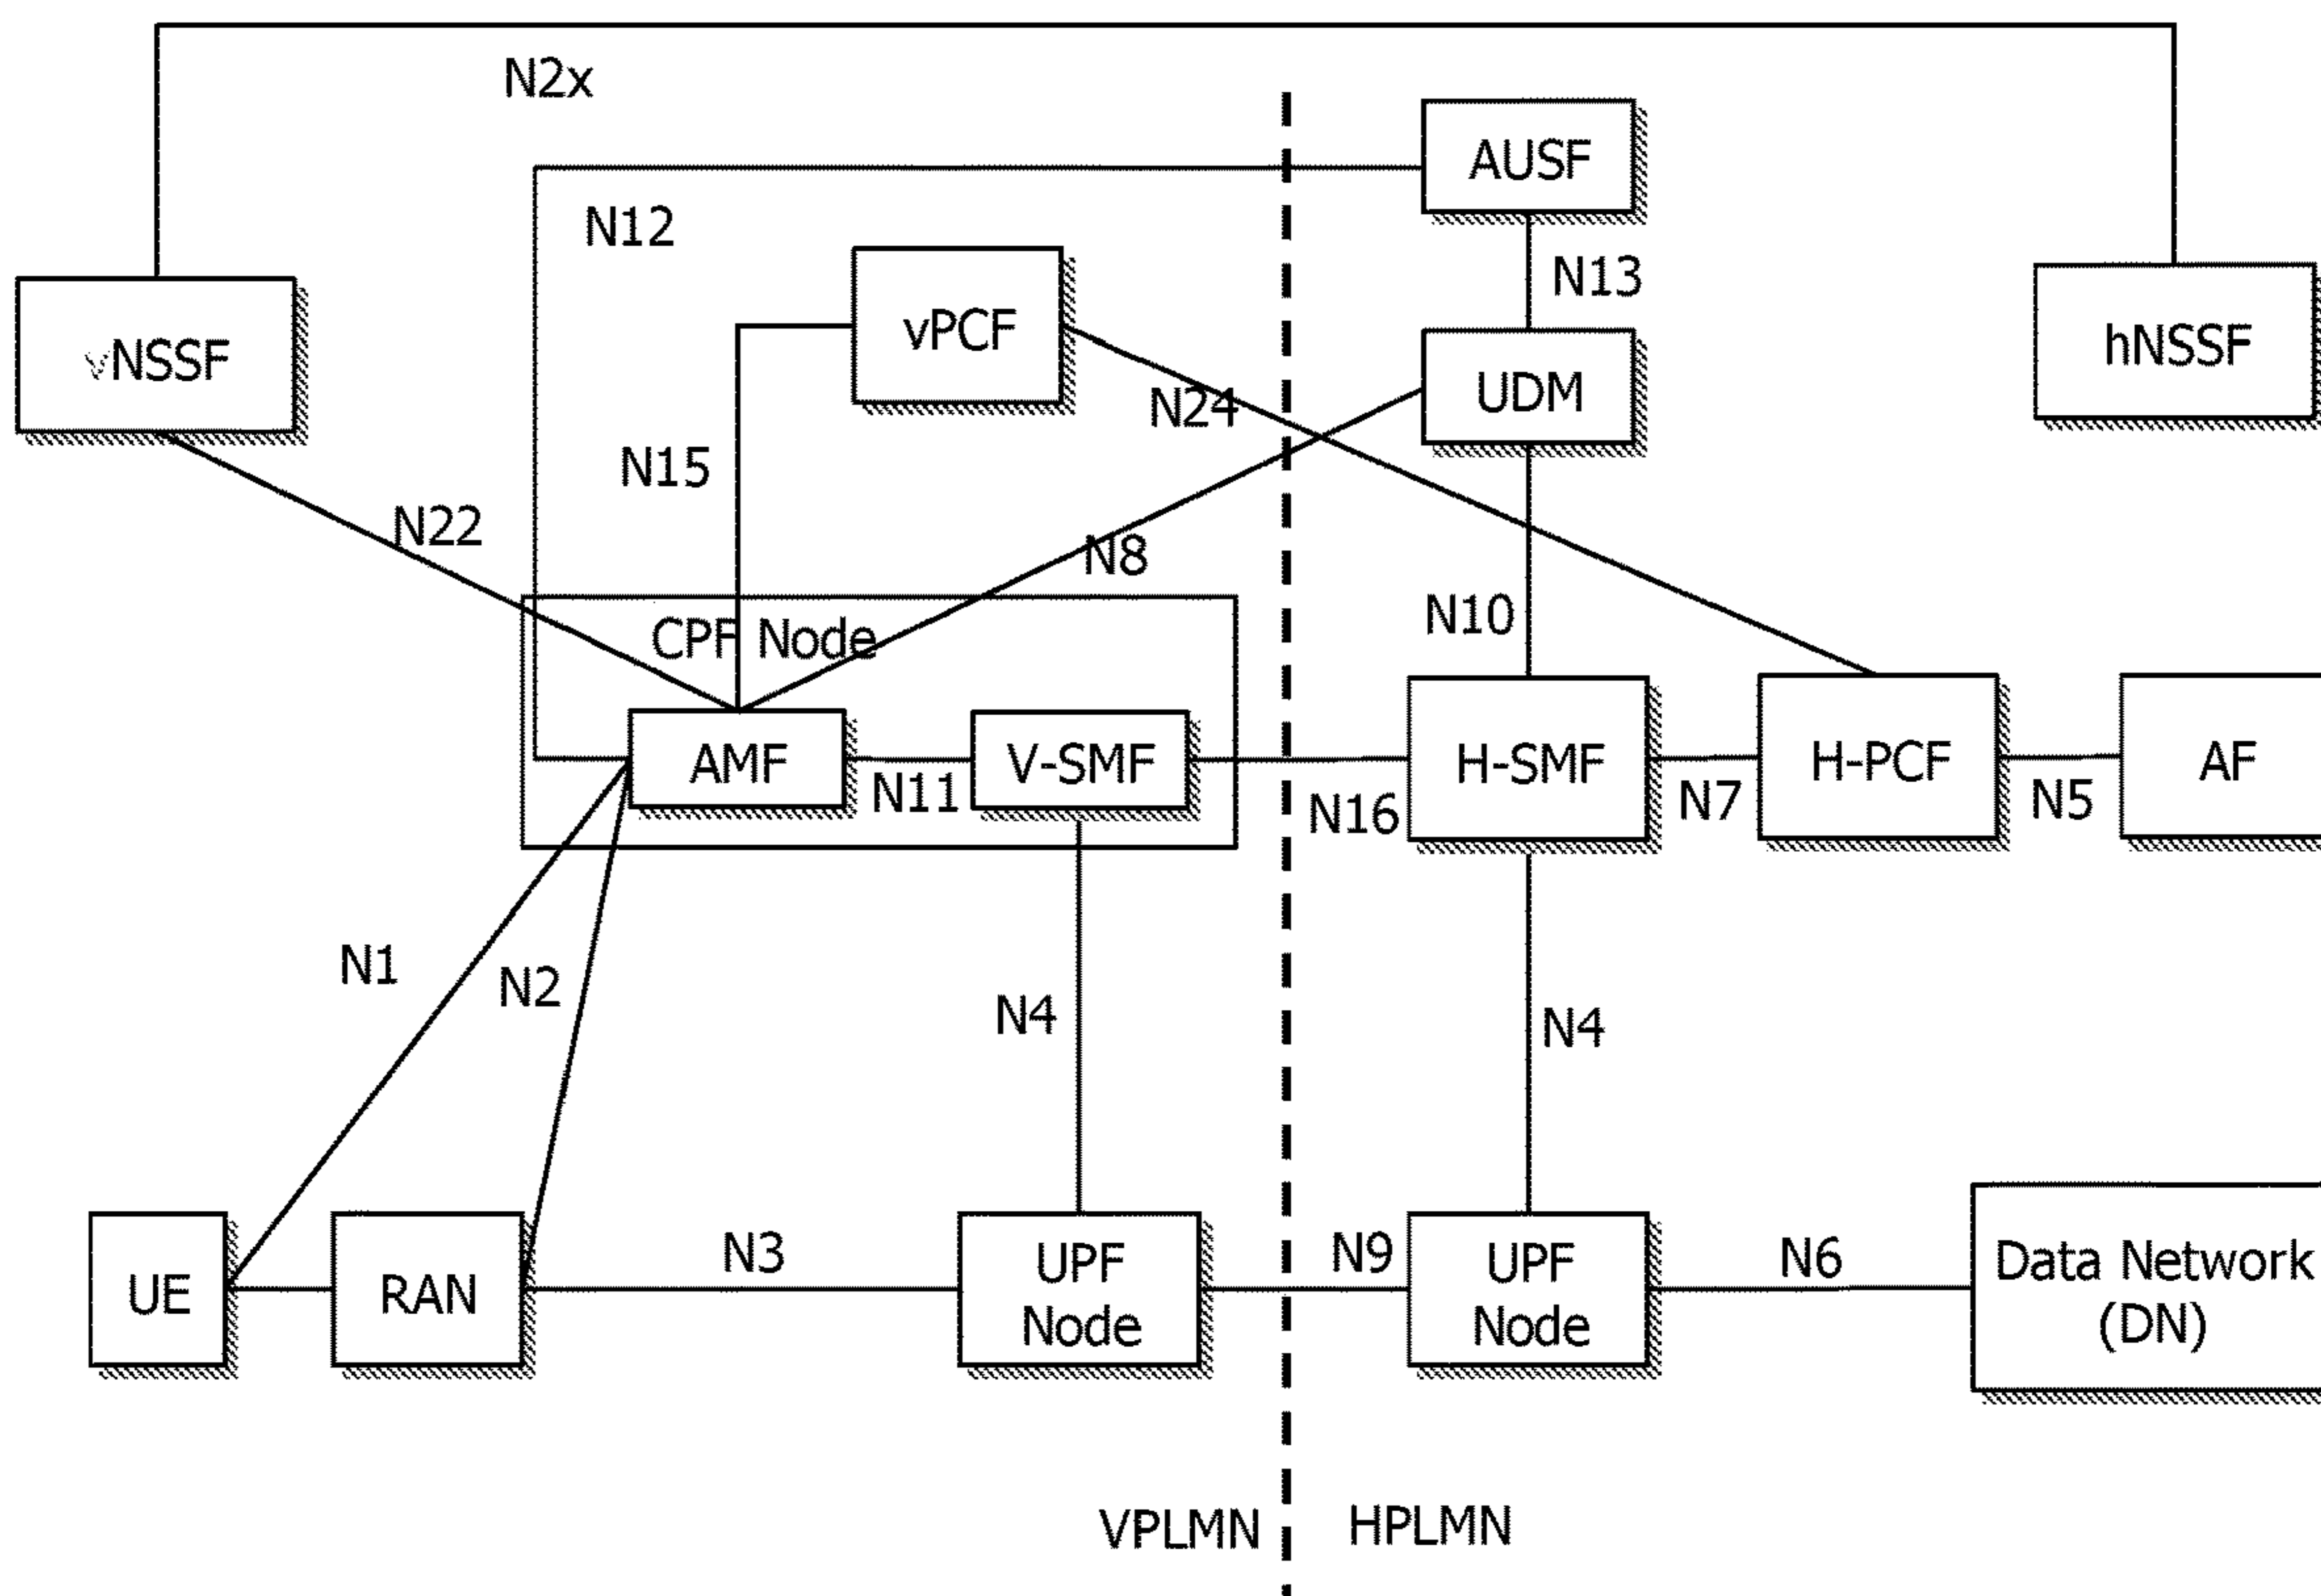 N2x
AUSF
N12
N13
vPCF
vNSSF
hNSSF
UDM
N24
N15
N22
N8
N10
CPF Node
AMF
V-SMF
H-SMF
H-PCF
AF
N11
N16
N7
N5
N1
N2
N4
N4
N3
UPF
Node
N9
UPF
Node
N6
Data Network
(DN)
UE
RAN
VPLMN
HPLMN